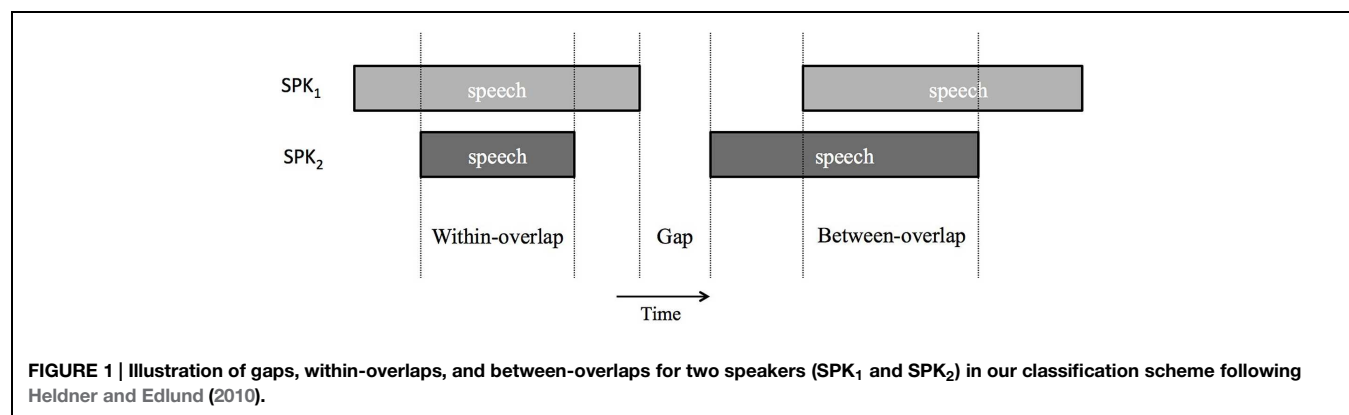 SPK₁ speech speech
SPK₂ speech speech
Within-overlap Gap Between-overlap
Time
FIGURE 1 | Illustration of gaps, within-overlaps, and between-overlaps for two speakers (SPK₁ and SPK₂) in our classification scheme following
Heldner and Edlund (2010).